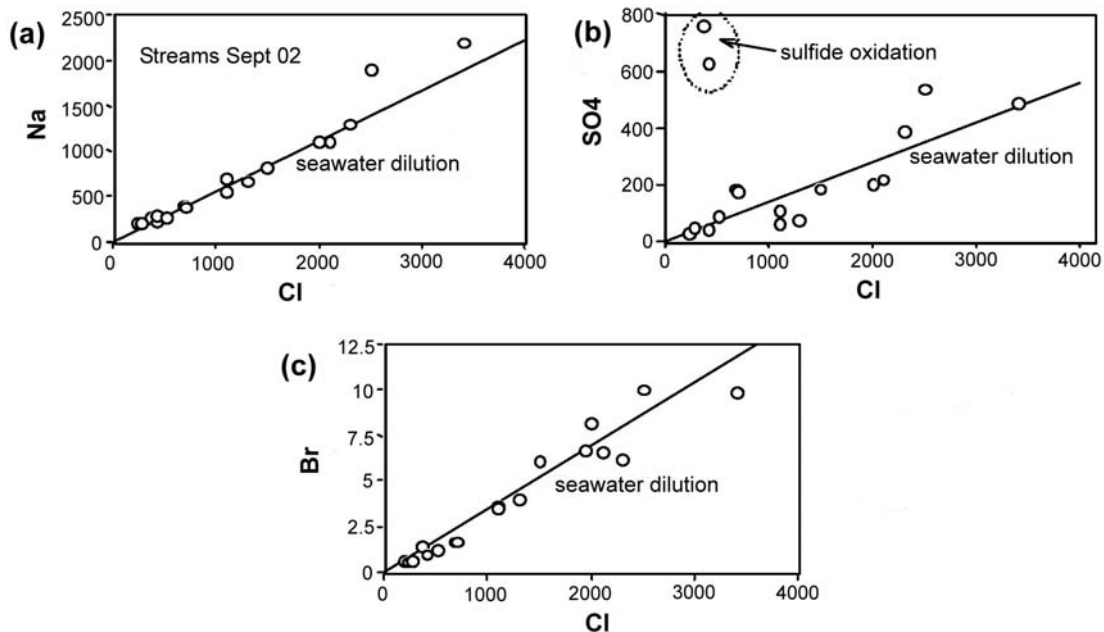 (a)
Streams Sept 02
Na
2500
2000
1500
1000
500
0
seawater dilution
0 1000 2000 3000 4000
Cl
(b)
SO4
800
600
400
200
0
sulfide oxidation
seawater dilution
0 1000 2000 3000 4000
Cl
(c)
Br
12.5
10
7.5
5
2.5
0
seawater dilution
0 1000 2000 3000 4000
Cl